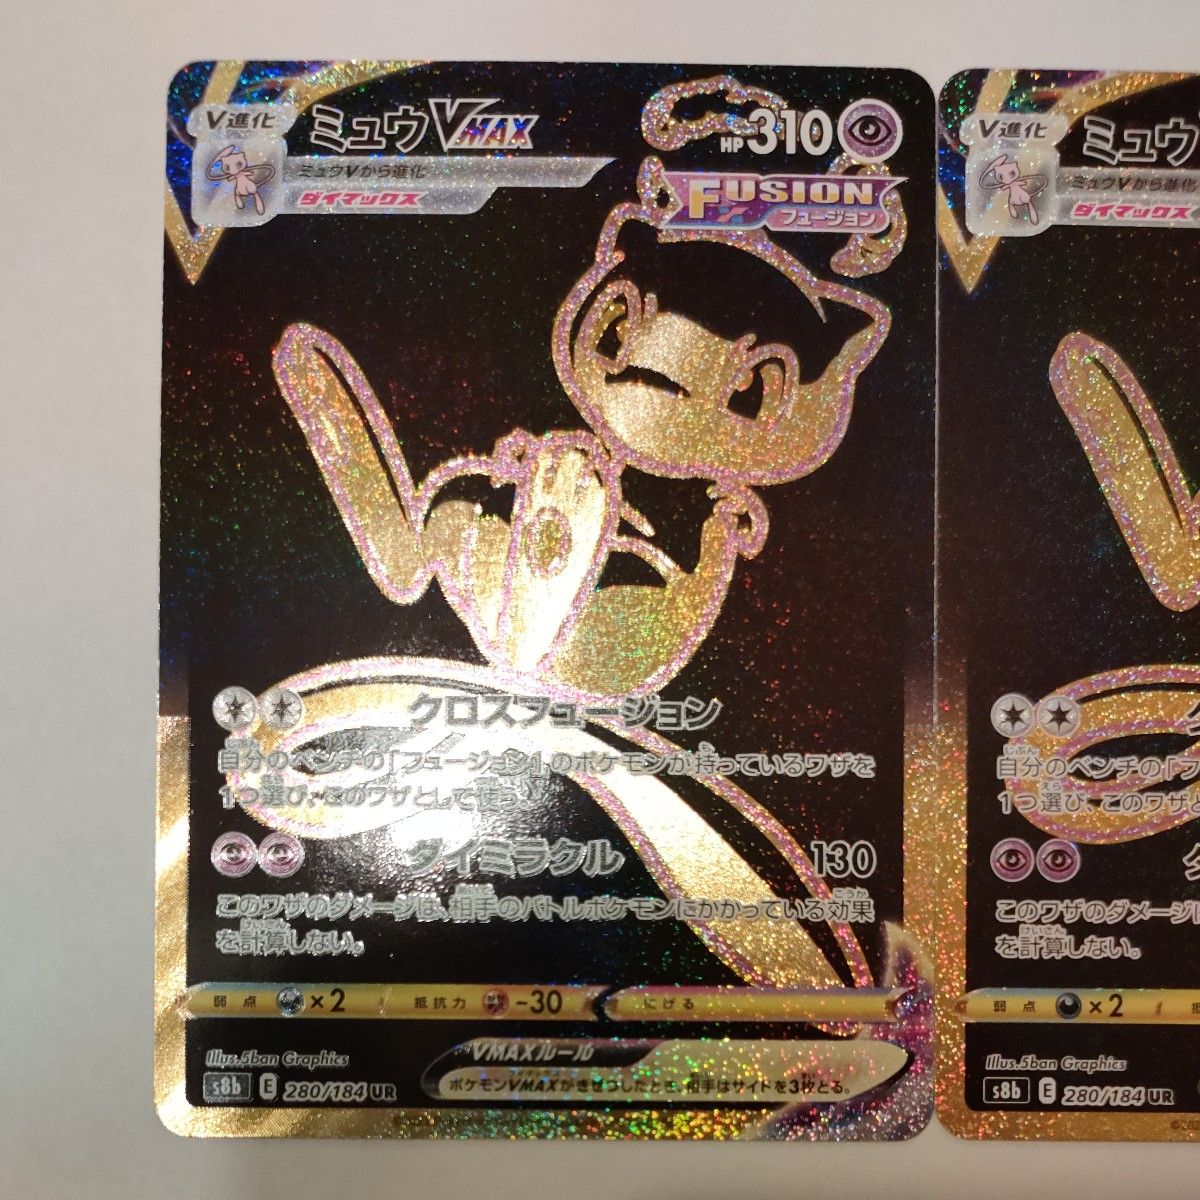 V進化
ミュウVMAX
HP310
ミュウVから進化
ダイマックス
FUSION
フュージョン
クロスフュージョン
自分のベンチの「フュージョン」のポケモンが持っているワザを
1つ選び、このワザとして使う。
ダイミラクル 130
このワザのダメージは、相手のバトルポケモンにかかっている効果
を計算しない。
弱点 ×2 抵抗力 -30 にげる
Illus.5ban Graphics
VMAXルール
ポケモンVMAXがきぜつしたとき、相手はサイドを3枚とる。
s8b E 280/184 UR
V進化
ミュウ
ミュウVから進化
ダイマックス
自分のベンチの「フ
1つ選び、このワザ
このワザのダメージ
を計算しない。
弱点 ×2
Illus.5ban Graphics
s8b E 280/184 UR